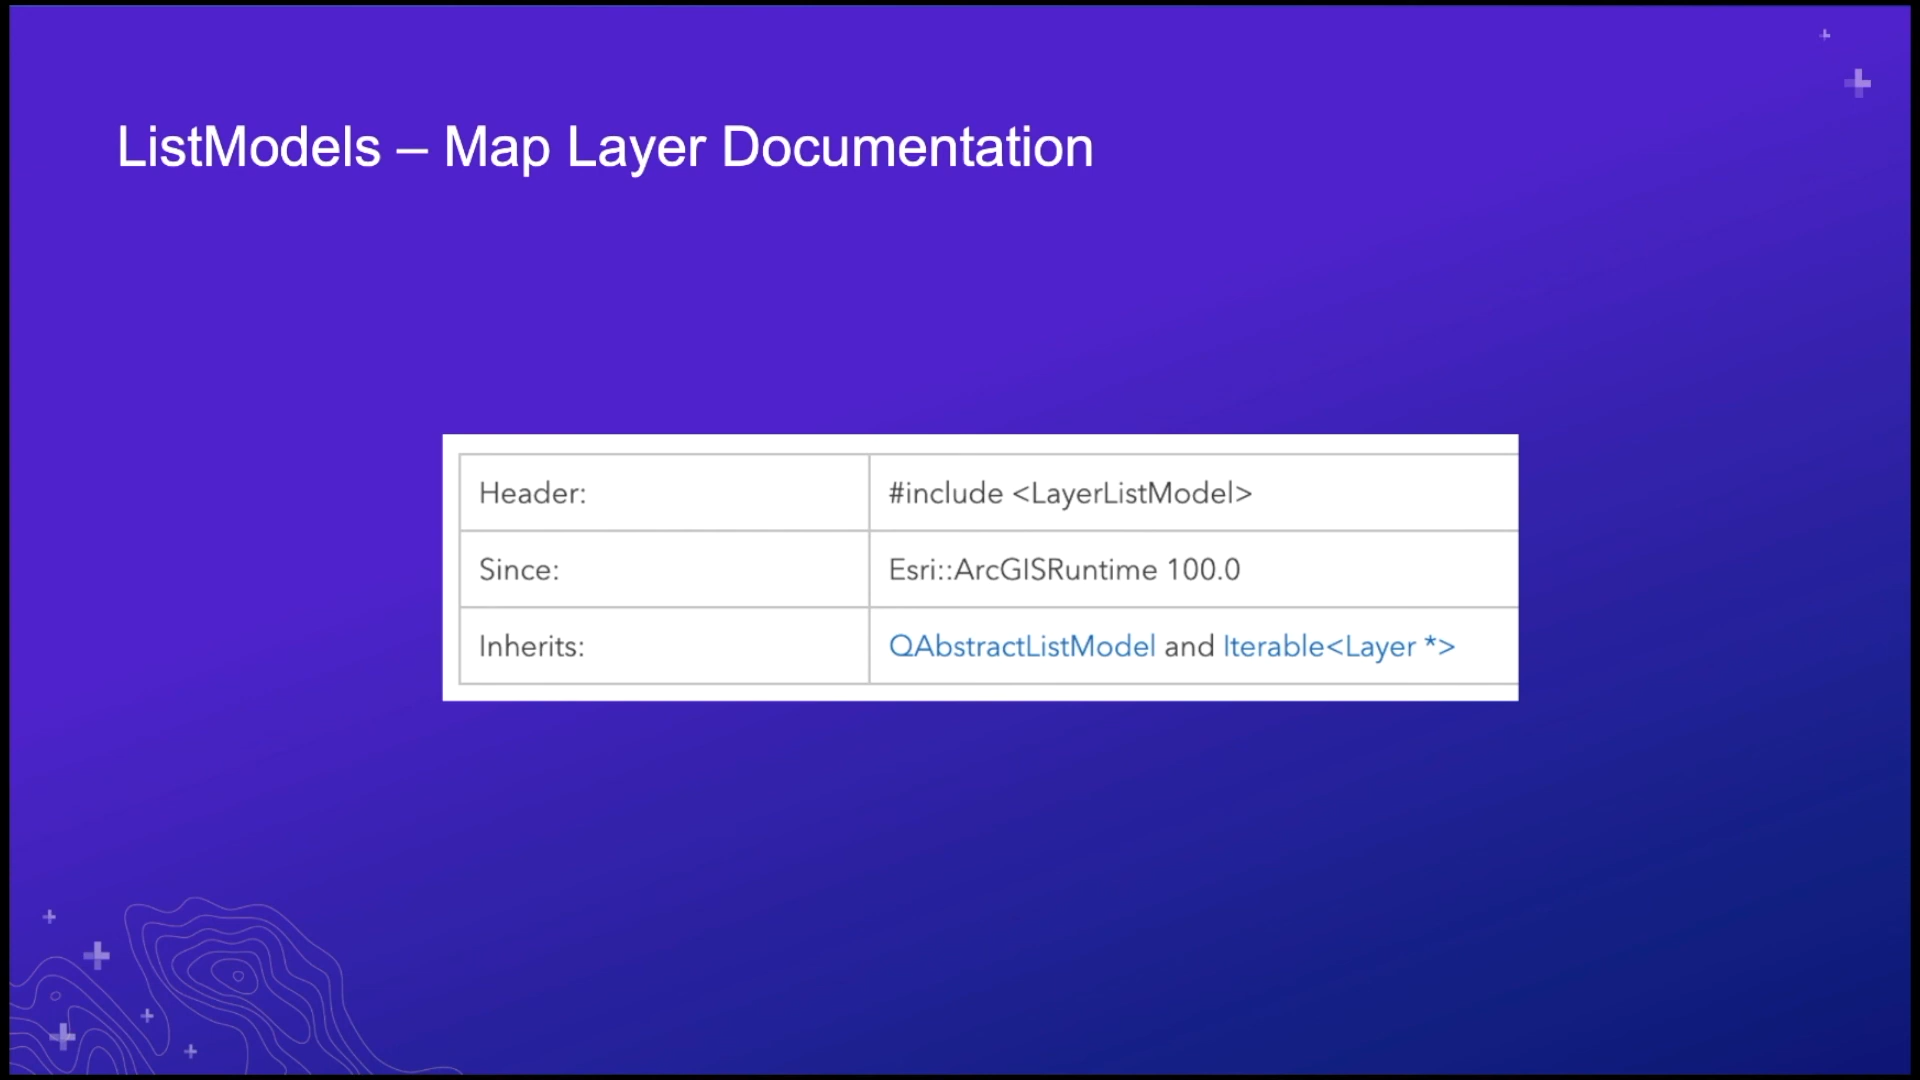 ListModels – Map Layer Documentation
Header: #include <LayerListModel>
Since: Esri::ArcGISRuntime 100.0
Inherits: QAbstractListModel and Iterable<Layer *>